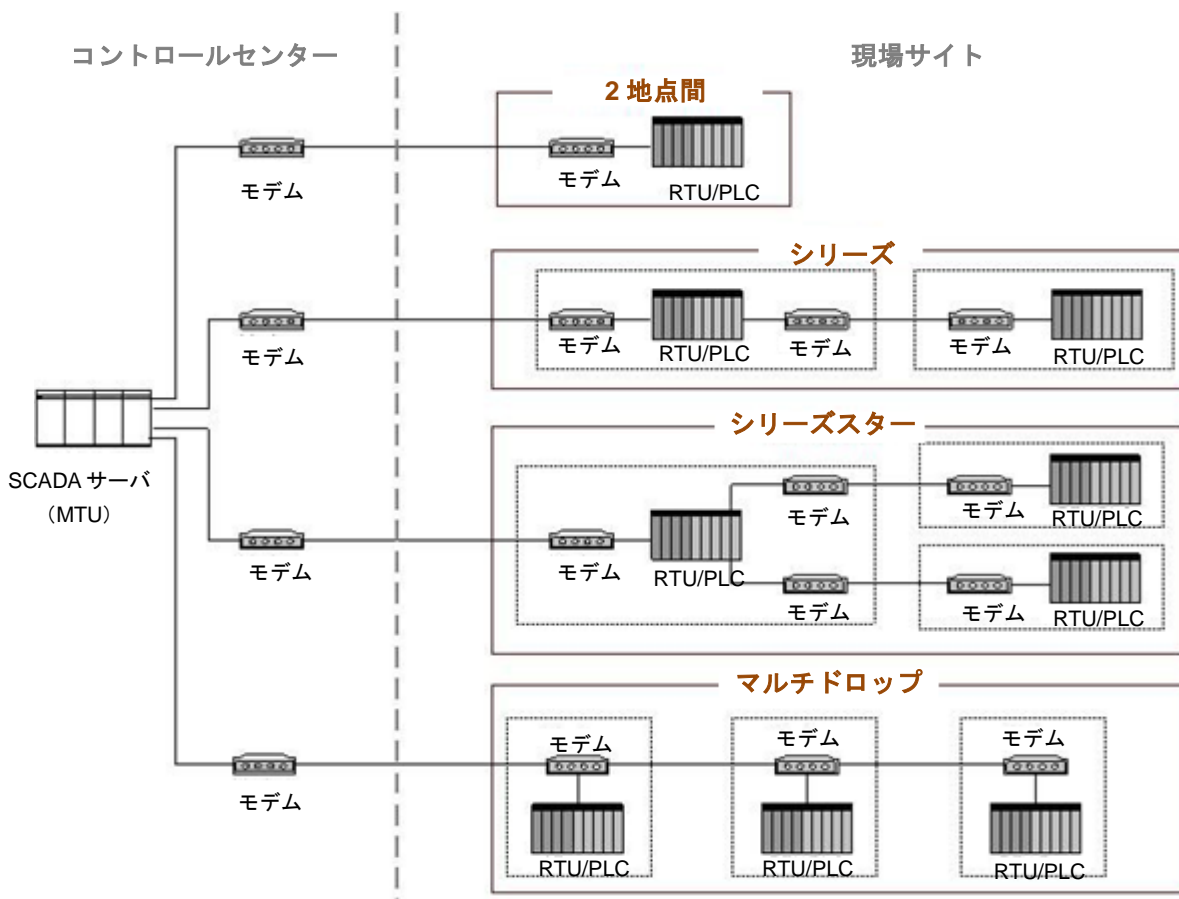 コントロールセンター
現場サイト
2 地点間
モデム
モデム
RTU/PLC
シリーズ
モデム
モデム
RTU/PLC
モデム
モデム
RTU/PLC
シリーズスター
SCADA サーバ
（MTU）
モデム
モデム
RTU/PLC
モデム
モデム
RTU/PLC
モデム
モデム
RTU/PLC
マルチドロップ
モデム
モデム
RTU/PLC
モデム
RTU/PLC
モデム
RTU/PLC